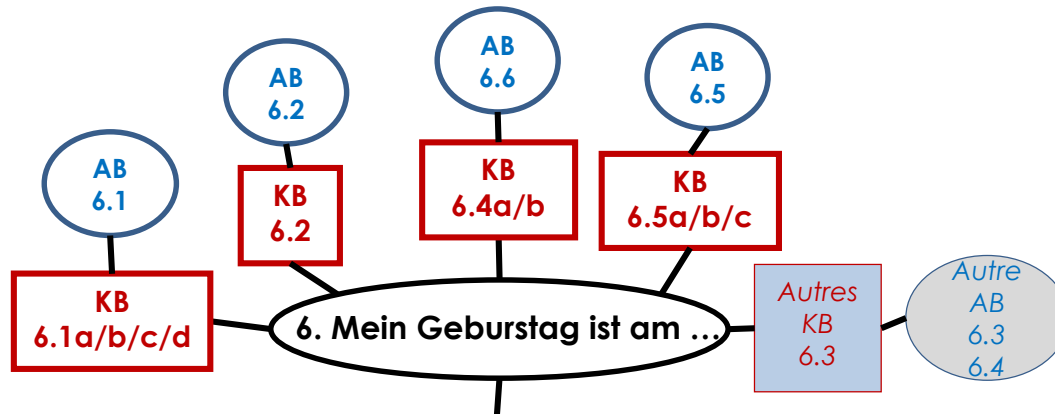 AB
6.1
KB
6.1a/b/c/d
AB
6.2
KB
6.2
AB
6.6
KB
6.4a/b
AB
6.5
KB
6.5a/b/c
6. Mein Geburstag ist am ...
Autres
KB
6.3
Autre
AB
6.3
6.4